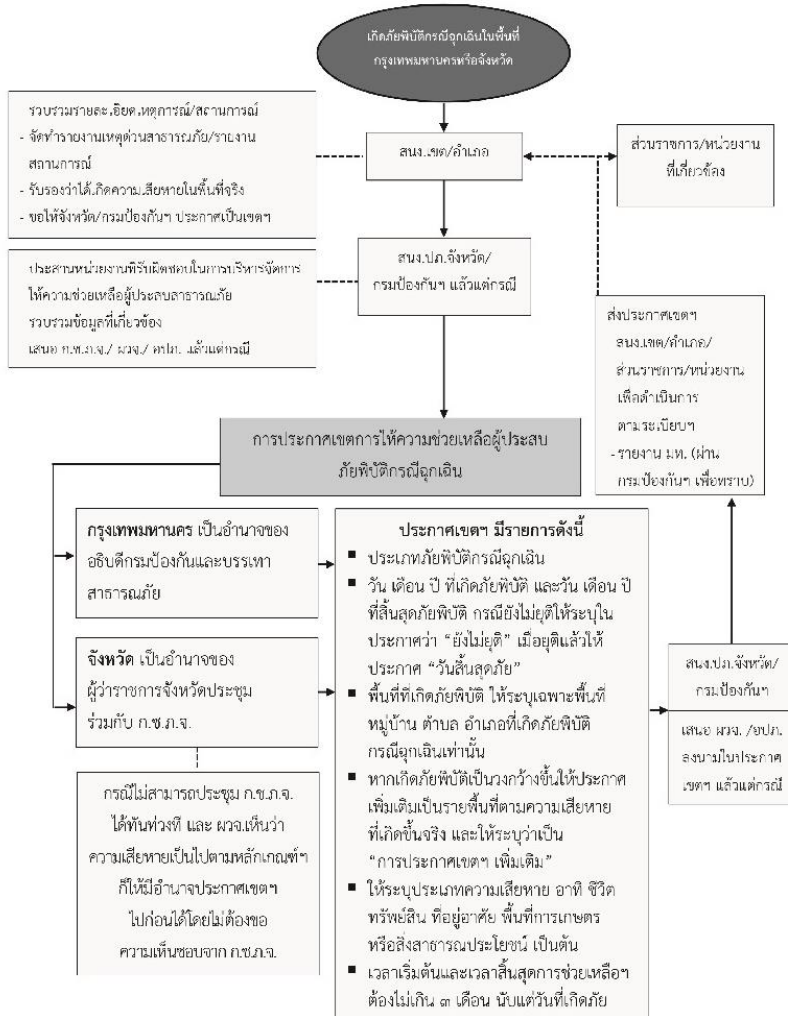 เกิดภัยพิบัติกรณีฉุกเฉินในพื้นที่
กรุงเทพมหานครหรือจังหวัด
รวบรวมรายละเอียดเหตุการณ์/สถานการณ์
- จัดทำรายงานเหตุด่วนสาธารณภัย/รายงาน
สถานการณ์
- รับรองว่าได้เกิดความเสียหายในพื้นที่จริง
- ขอให้จังหวัด/กรมป้องกันฯ ประกาศเป็นเขตฯ
สนง.เขต/อำเภอ
ส่วนราชการ/หน่วยงาน
ที่เกี่ยวข้อง
ประสานหน่วยงานที่รับผิดชอบในการบริหารจัดการ
ให้ความช่วยเหลือผู้ประสบสาธารณภัย
รวบรวมข้อมูลที่เกี่ยวข้อง
เสนอ ก.ช.ภ.จ./ ผวจ./ อปภ. แล้วแต่กรณี
สนง.ปภ.จังหวัด/
กรมป้องกันฯ แล้วแต่กรณี
ส่งประกาศเขตฯ
สนง.เขต/อำเภอ/
ส่วนราชการ/หน่วยงาน
เพื่อดำเนินการ
ตามระเบียบฯ
-รายงาน มท. (ผ่าน
กรมป้องกันฯ เพื่อทราบ)
การประกาศเขตการให้ความช่วยเหลือผู้ประสบ
ภัยพิบัติกรณีฉุกเฉิน
กรุงเทพมหานคร เป็นอำนาจของ
อธิบดีกรมป้องกันและบรรเทา
สาธารณภัย
จังหวัด เป็นอำนาจของ
ผู้ว่าราชการจังหวัดประชุม
ร่วมกับ ก.ช.ภ.จ.
กรณีไม่สามารถประชุม ก.ช.ภ.จ.
ได้ทันท่วงที และ ผวจ.เห็นว่า
ความเสียหายเป็นไปตามหลักเกณฑ์ฯ
ก็ให้มีอำนาจประกาศเขตฯ
ไปก่อนได้โดยไม่ต้องขอ
ความเห็นชอบจาก ก.ช.ภ.จ.
ประกาศเขตฯ มีรายการดังนี้
▪ ประเภทภัยพิบัติกรณีฉุกเฉิน
▪ วัน เดือน ปี ที่เกิดภัยพิบัติ และวัน เดือน ปี
ที่สิ้นสุดภัยพิบัติ กรณียังไม่ยุติให้ระบุใน
ประกาศว่า “ยังไม่ยุติ” เมื่อยุติแล้วให้
ประกาศ “วันสิ้นสุดภัย”
▪ พื้นที่ที่เกิดภัยพิบัติ ให้ระบุเฉพาะพื้นที่
หมู่บ้าน ตำบล อำเภอที่เกิดภัยพิบัติ
กรณีฉุกเฉินเท่านั้น
▪ หากเกิดภัยพิบัติเป็นวงกว้างขึ้นให้ประกาศ
เพิ่มเติมเป็นรายพื้นที่ตามความเสียหาย
ที่เกิดขึ้นจริง และให้ระบุว่าเป็น
“การประกาศเขตฯ เพิ่มเติม”
▪ ให้ระบุประเภทความเสียหาย อาทิ ชีวิต
ทรัพย์สิน ที่อยู่อาศัย พื้นที่การเกษตร
หรือสิ่งสาธารณประโยชน์ เป็นต้น
▪ เวลาเริ่มต้นและเวลาสิ้นสุดการช่วยเหลือฯ
ต้องไม่เกิน ๓ เดือน นับแต่วันที่เกิดภัย
สนง.ปภ.จังหวัด/
กรมป้องกันฯ
เสนอ ผวจ. /อปภ.
ลงนามในประกาศ
เขตฯ แล้วแต่กรณี